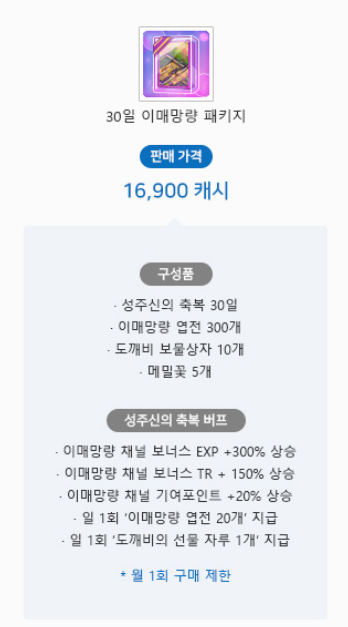 30일 이매망량 패키지
판매 가격
16,900 캐시
구성품
· 성주신의 축복 30일
· 이매망량 엽전 300개
· 도깨비 보물상자 10개
· 메밀꽃 5개
성주신의 축복 버프
· 이매망량 채널 보너스 EXP +300% 상승
· 이매망량 채널 보너스 TR + 150% 상승
· 이매망량 채널 기여포인트 +20% 상승
· 일 1회 '이매망량 엽전 20개' 지급
· 일 1회 '도깨비의 선물 자루 1개' 지급
* 월 1회 구매 제한